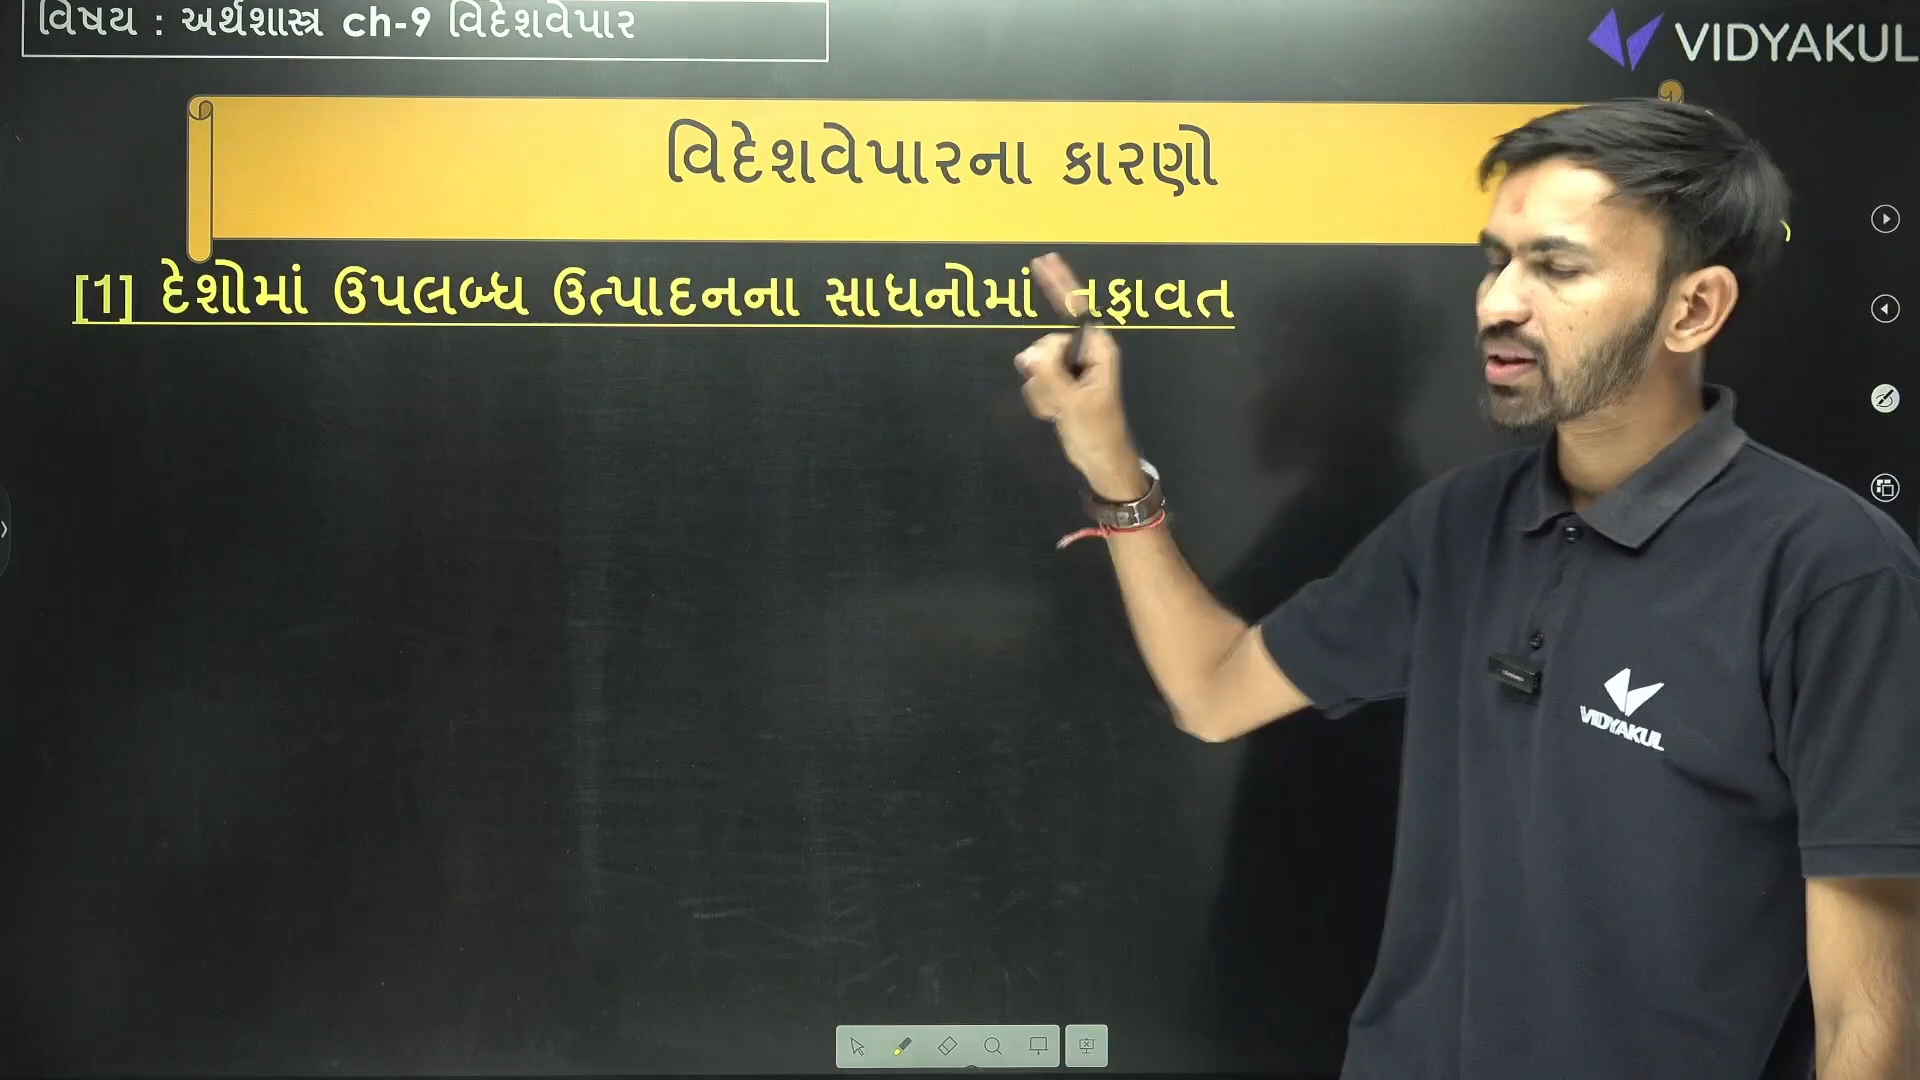 વિષય : અર્થશાસ્ત્ર ch-9 વિદેશવેપાર
VIDYAKUL
વિદેશવેપારના કારણો
[1] દેશોમાં ઉપલબ્ધ ઉત્પાદનના સાધનોમાં તફાવત
VIDYAKUL